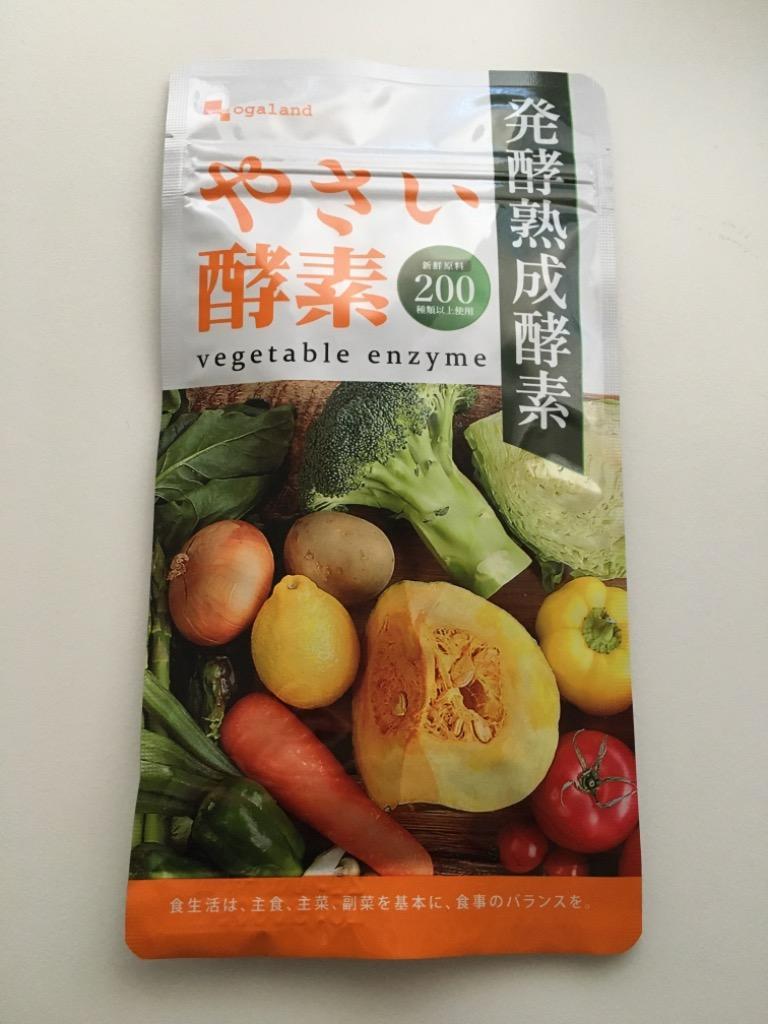 ogaland
やさい
酵素
新鮮原料
200
種類以上使用
vegetable enzyme
発酵熟成酵素
食生活は、主食、主菜、副菜を基本に、食事のバランスを。